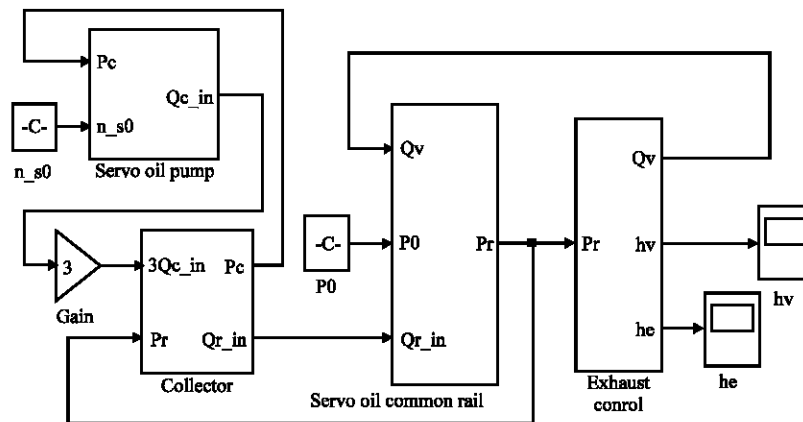 Pc
Qc_in
-C-
n_s0
n_s0
Servo oil pump
3
Gain
3Qc_in
Pc
Pr
Qr_in
Collector
-C-
P0
Qv
P0
Pr
Qr_in
Servo oil common rail
Qv
Pr
hv
he
Exhaust
conrol
hv
he